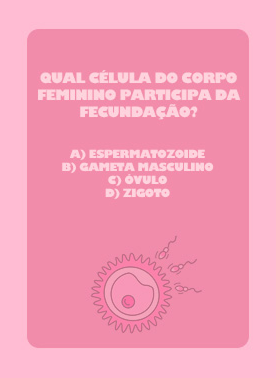 QUAL CÉLULA DO CORPO
FEMININO PARTICIPA DA
FECUNDAÇÃO?
A) ESPERMATOZOIDE
B) GAMETA MASCULINO
C) ÓVULO
D) ZIGOTO